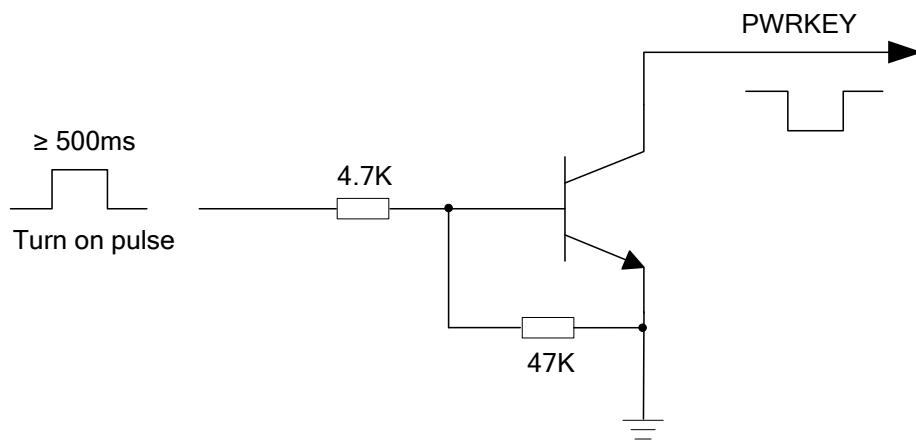 PWRKEY
≥ 500ms
4.7K
Turn on pulse
47K